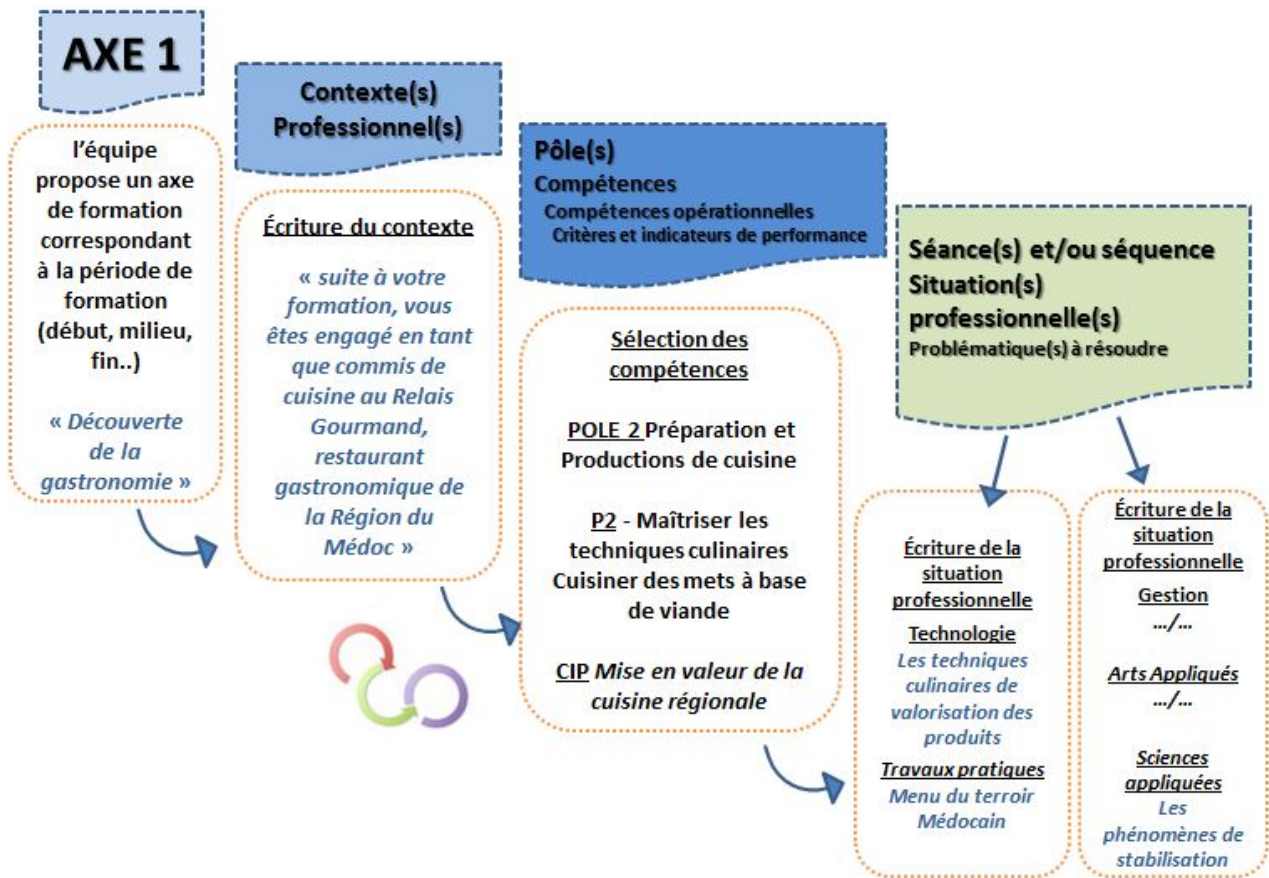 AXE 1
l’équipe
propose un axe
de formation
correspondant
à la période de
formation
(début, milieu,
fin..)
« Découverte
de la
gastronomie »
Contexte(s)
Professionnel(s)
Écriture du contexte
« suite à votre
formation, vous
êtes engagé en tant
que commis de
cuisine au Relais
Gourmand,
restaurant
gastronomique de
la Région du
Médoc »
Pôle(s)
Compétences
Compétences opérationnelles
Critères et indicateurs de performance
Sélection des
compétences
POLE 2 Préparation et
Productions de cuisine
P2 - Maîtriser les
techniques culinaires
Cuisiner des mets à base
de viande
CIP Mise en valeur de la
cuisine régionale
Séance(s) et/ou séquence
Situation(s)
professionnelle(s)
Problématique(s) à résoudre
Écriture de la
situation
professionnelle
Technologie
Les techniques
culinaires de
valorisation des
produits
Travaux pratiques
Menu du terroir
Médocain
Écriture de la
situation
professionnelle
Gestion
.../...
Arts Appliqués
.../...
Sciences
appliquées
Les
phénomènes de
stabilisation